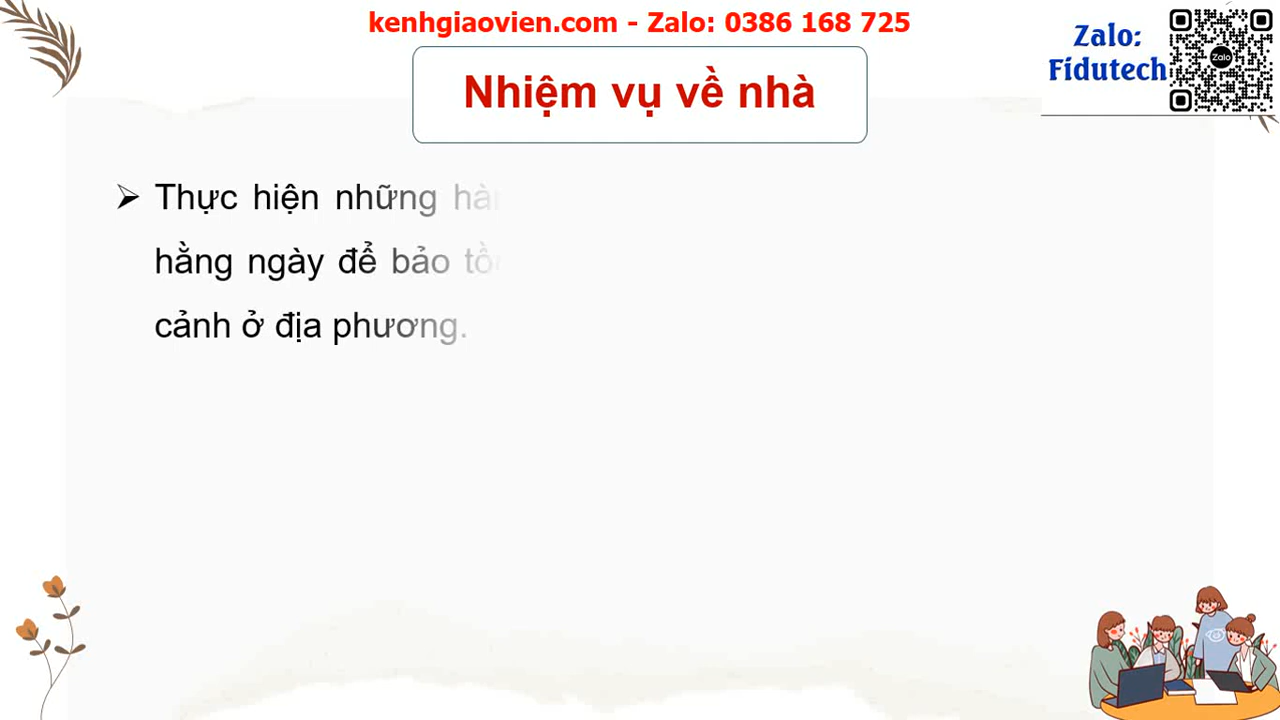 kenhgiaovien.com - Zalo: 0386 168 725
Zalo:
Fidutech
Zalo
Nhiệm vụ về nhà
Thực hiện những
hằng ngày để bảo
cảnh ở địa phương.